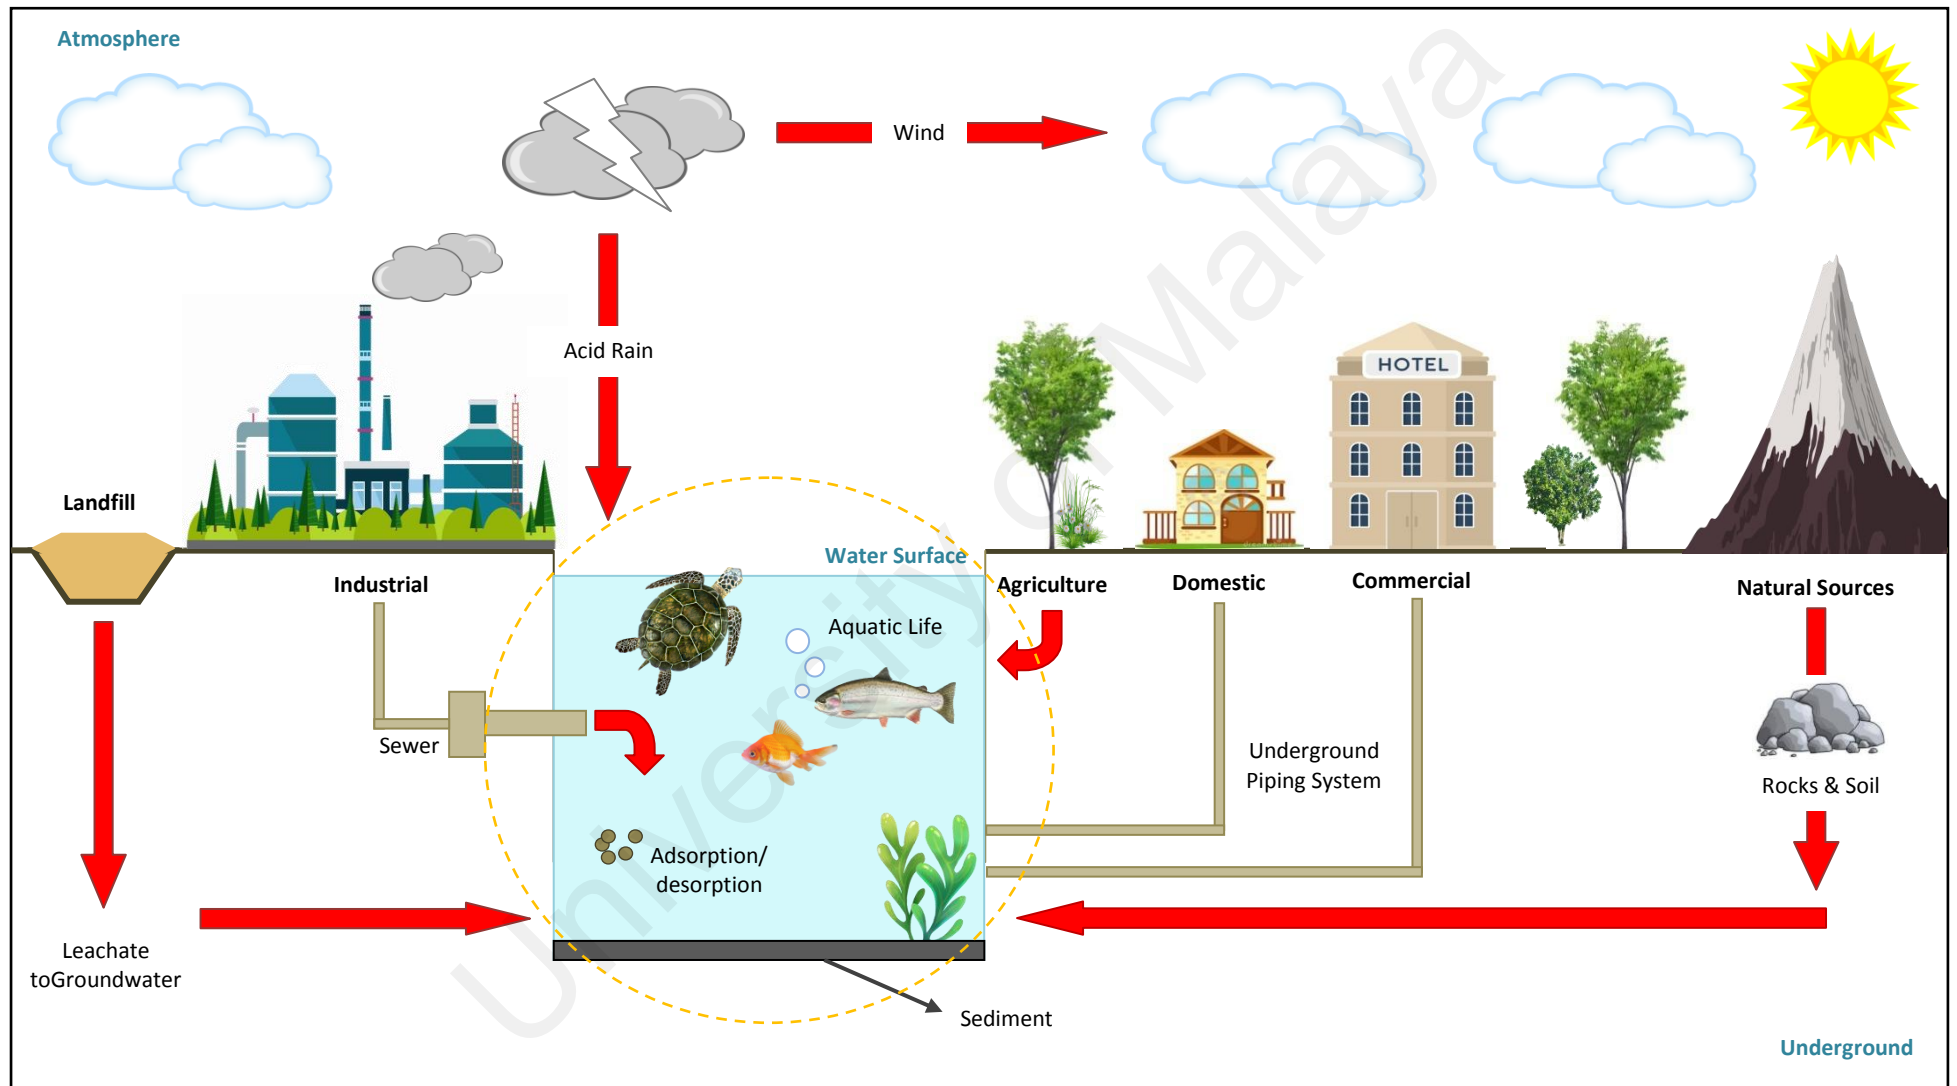 Atmosphere
Wind
Acid Rain
HOTEL
Landfill
Water Surface
Industrial
Agriculture
Domestic
Commercial
Natural Sources
Aquatic Life
Sewer
Underground
Piping System
Rocks & Soil
Adsorption/
desorption
Leachate
toGroundwater
Sediment
Underground
University of Malaya